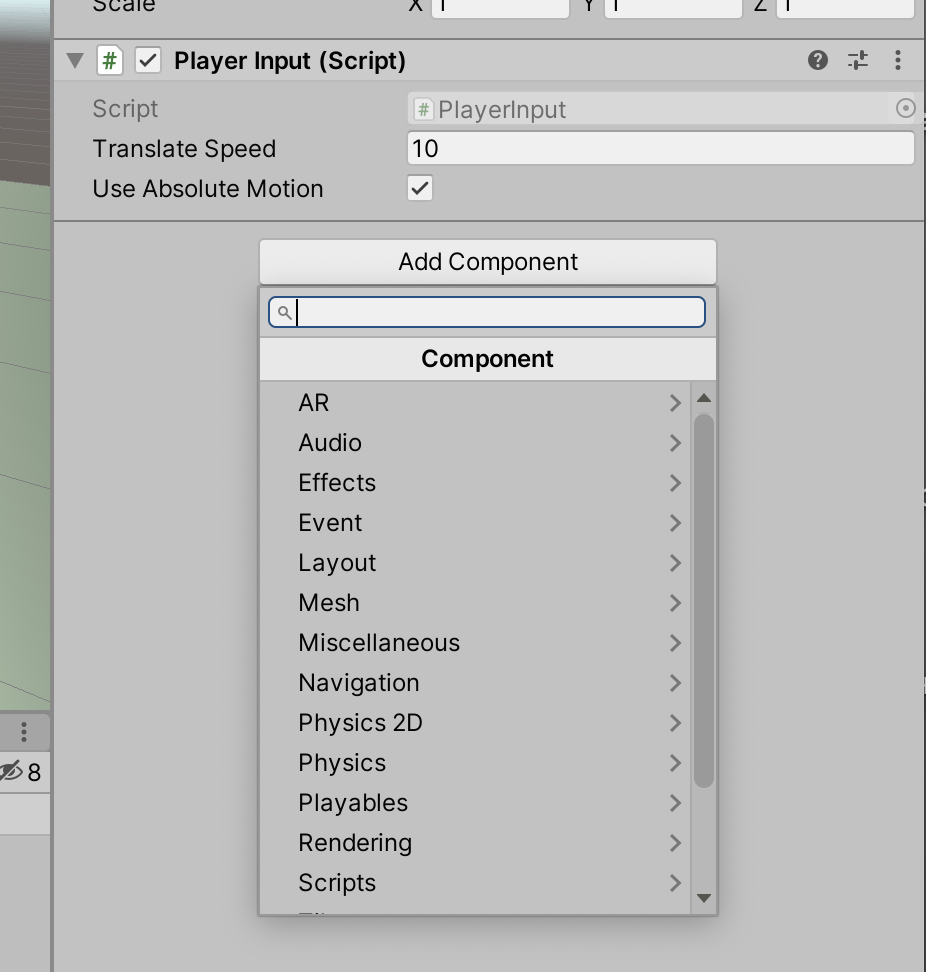 Scale X 1 Y 1 Z 1
# Player Input (Script)
Script # PlayerInput
Translate Speed 10
Use Absolute Motion
Add Component
Component
AR
Audio
Effects
Event
Layout
Mesh
Miscellaneous
Navigation
Physics 2D
8
Physics
Playables
Rendering
Scripts